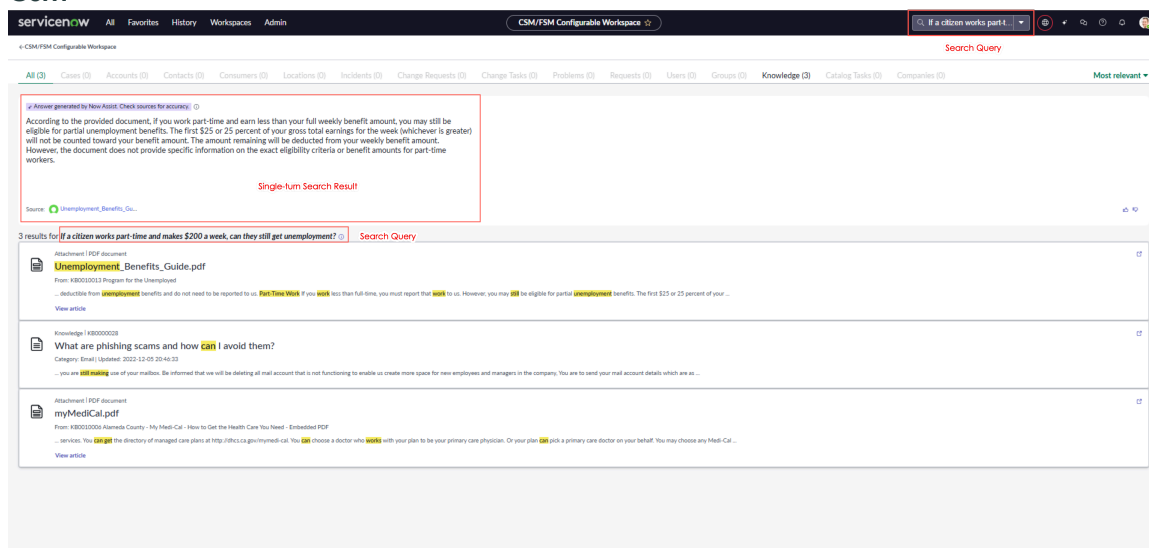 servicenow All Favorites History Workspaces Admin CSM/FSM Configurable Workspace If a citizen works part-t...
Search Query
CSM/FSM Configurable Workspace
All (3) Cases (0) Accounts (0) Contacts (0) Consumers (0) Locations (0) Incidents (0) Change Requests (0) Change Tasks (0) Problems (0) Requests (0) Users (0) Groups (0) Knowledge (3) Catalog Tasks (0) Companies (0) Most relevant
Answer generated by Now Assist. Check sources for accuracy.
According to the provided document, if you work part-time and earn less than your full weekly benefit amount, you may still be
eligible for partial unemployment benefits. The first $25 or 25 percent of your gross total earnings for the week (whichever is greater)
will not be counted toward your benefit amount. The amount remaining will be deducted from your weekly benefit amount.
However, the document does not provide specific information on the exact eligibility criteria or benefit amounts for part-time
workers.
Single-turn Search Result
Source: Unemployment_Benefits_Gu...
3 results for If a citizen works part-time and makes $200 a week, can they still get unemployment? Search Query
Attachment | PDF document
Unemployment_Benefits_Guide.pdf
From: KB0010013 Program for the Unemployed
... deductible from unemployment benefits and do not need to be reported to us. Part-Time Work If you work less than full-time, you must report that work to us. However, you may still be eligible for partial unemployment benefits. The first $25 or 25 percent of your ...
View article
Knowledge | KB0000028
What are phishing scams and how can I avoid them?
Category: Email | Updated: 2022-12-05 20:46:33
... you are still making use of your mailbox. Be informed that we will be deleting all mail account that is not functioning to enable us create more space for new employees and managers in the company. You are to send your mail account details which are as ...
Attachment | PDF document
myMediCal.pdf
From: KB0010006 Alameda County - My Medi-Cal - How to Get the Health Care You Need - Embedded PDF
... services. You can get the directory of managed care plans at http://dhcs.ca.gov/mymedi-cal. You can choose a doctor who works with your plan to be your primary care physician. Or your plan can pick a primary care doctor on your behalf. You may choose any Medi-Cal ...
View article